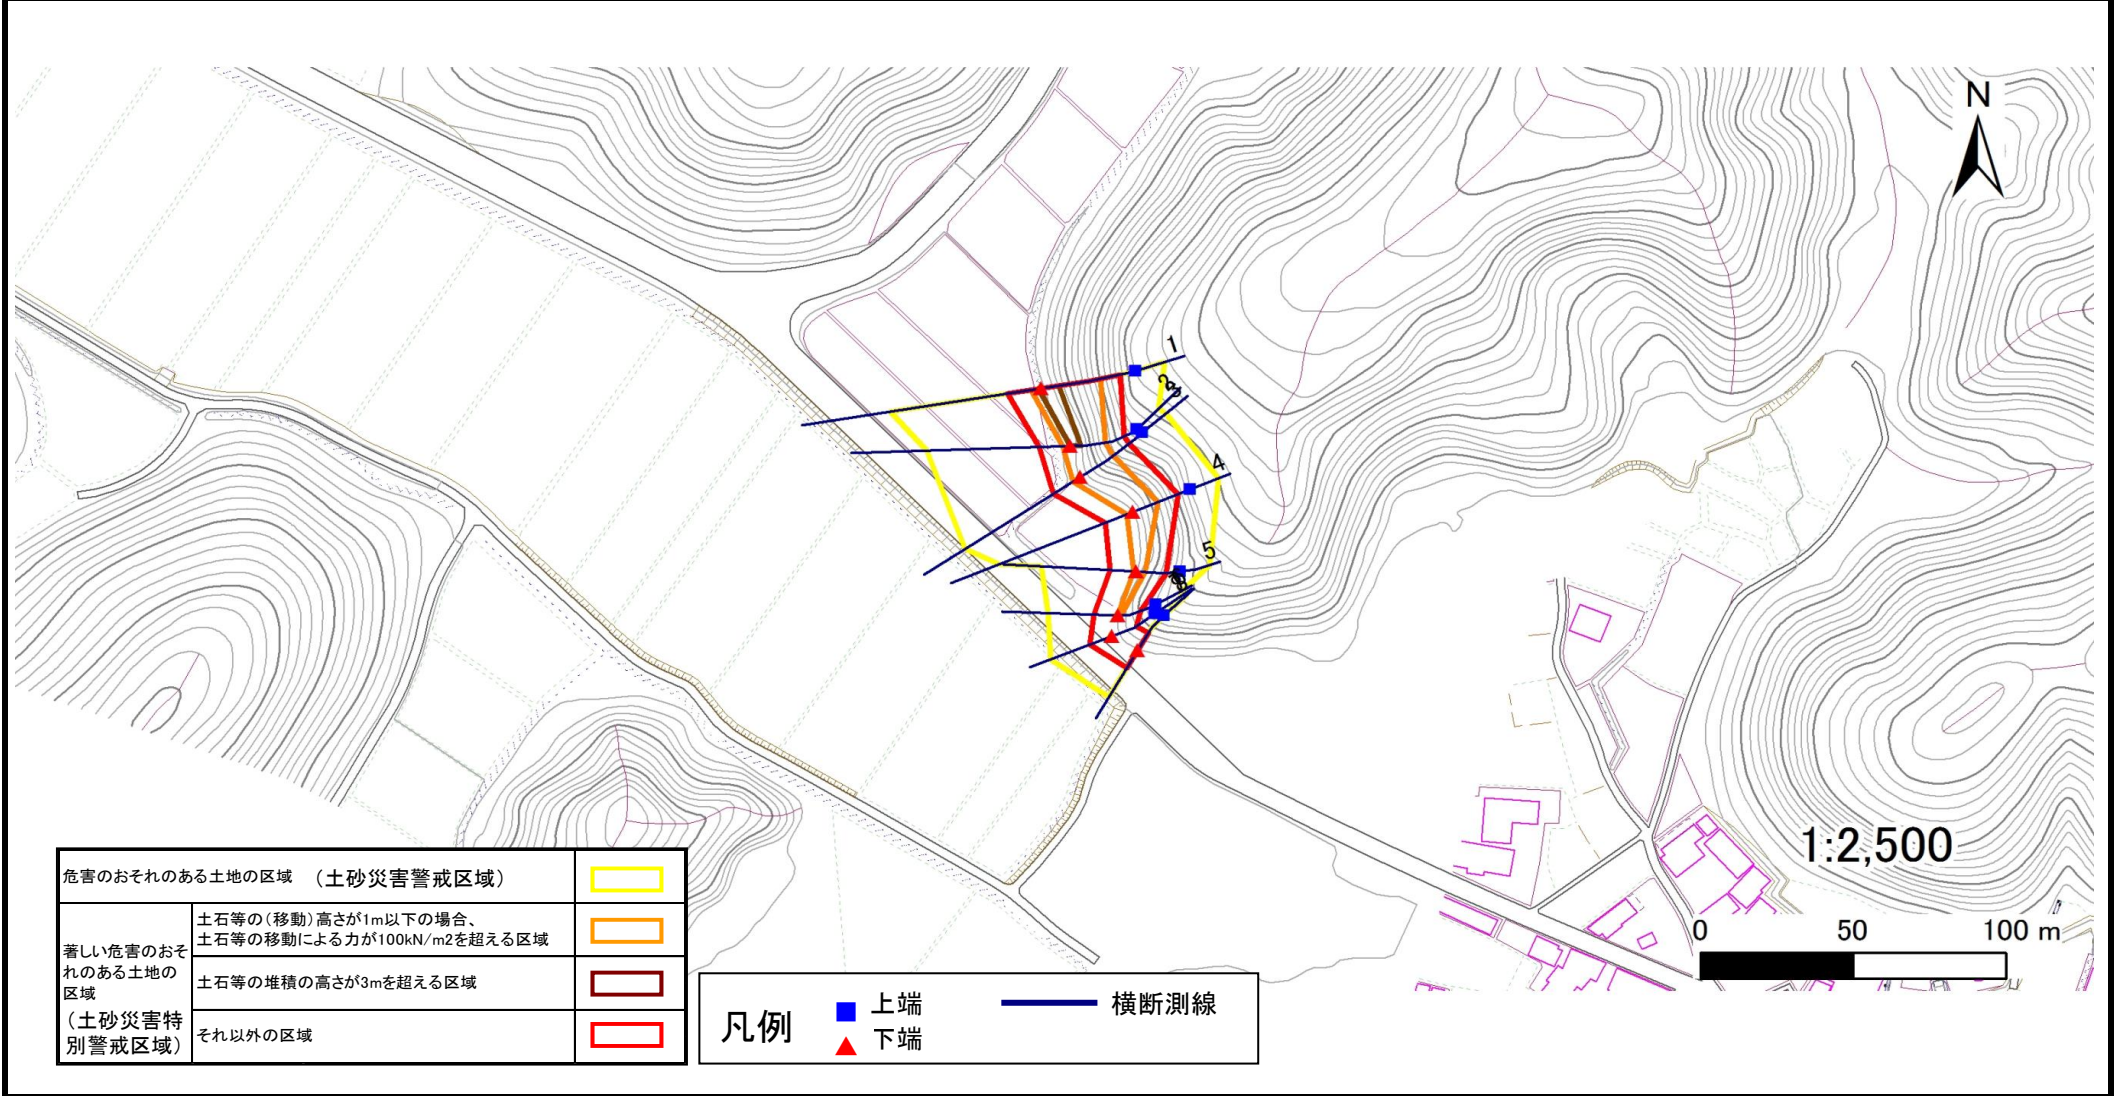 N
1
2
3
4
5
8
1:2,500
0 50 100 m
危害のおそれのある土地の区域 (土砂災害警戒区域)
著しい危害のおそ
れのある土地の
区域
(土砂災害特
別警戒区域)
土石等の(移動)高さが1m以下の場合、
土石等の移動による力が100kN/m2を超える区域
土石等の堆積の高さが3mを超える区域
それ以外の区域
凡例
上端
下端
横断測線